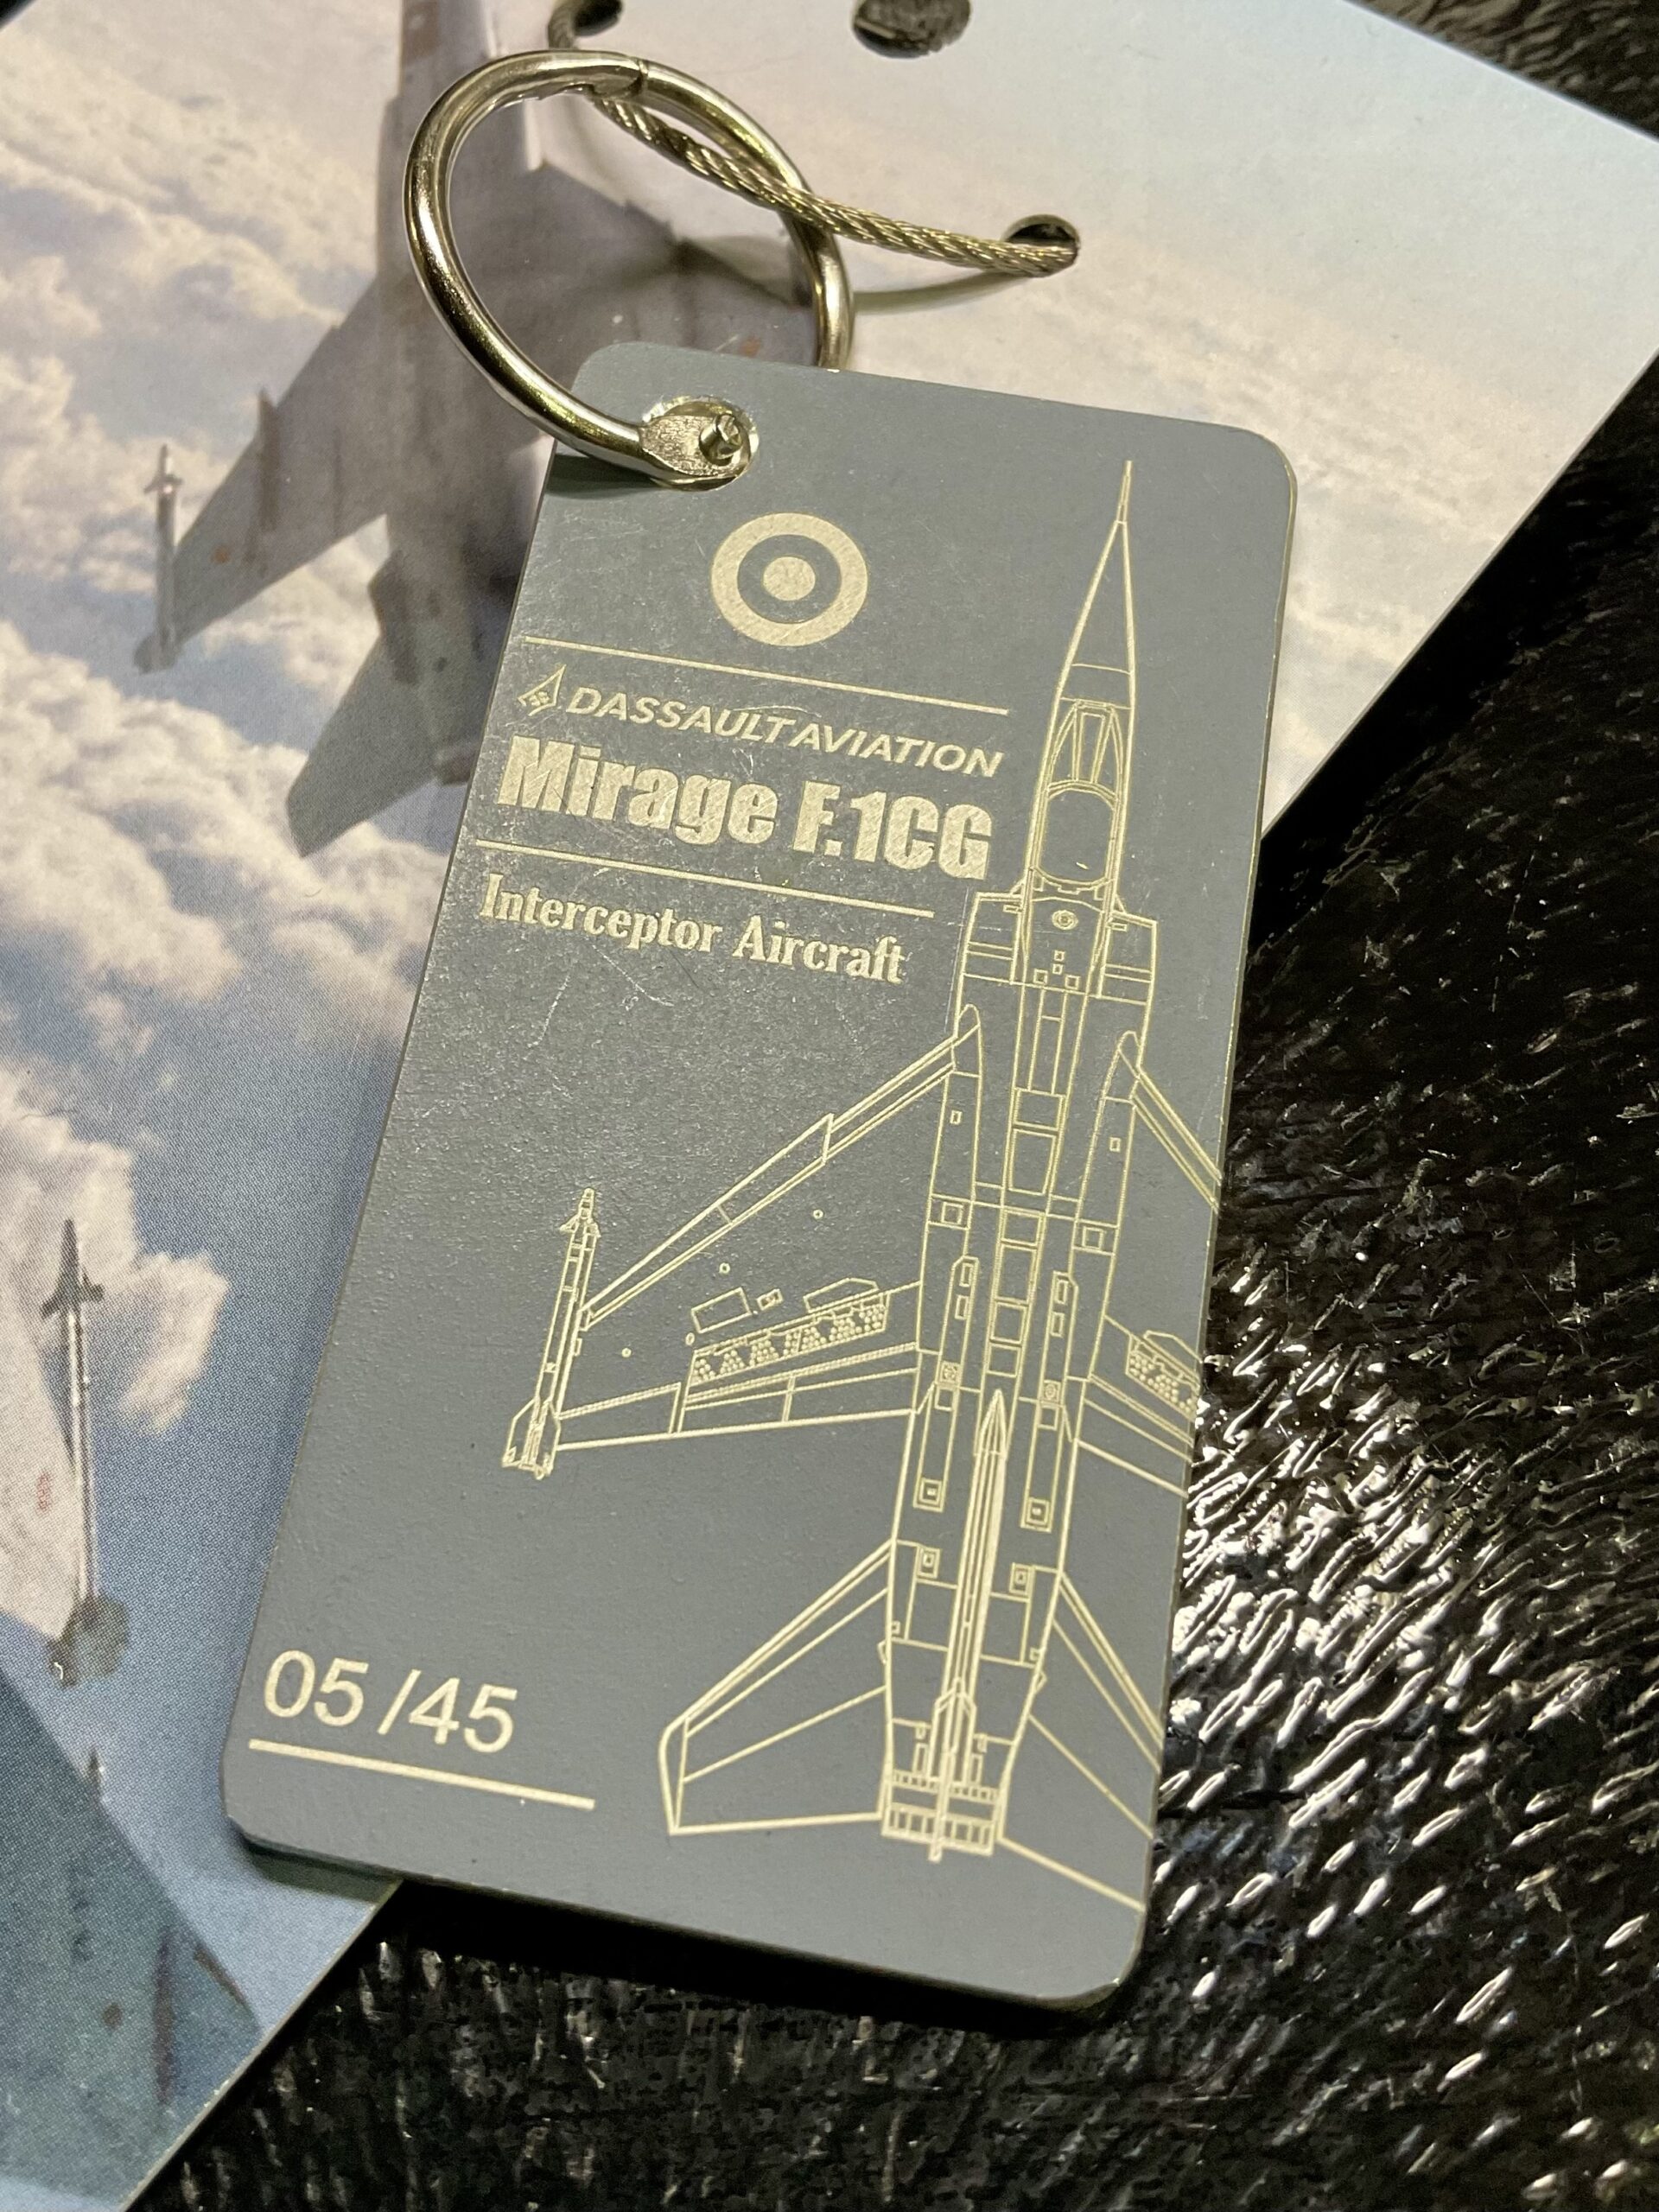 DASSAULT AVIATION
Mirage F.1CG
Interceptor Aircraft
05/45